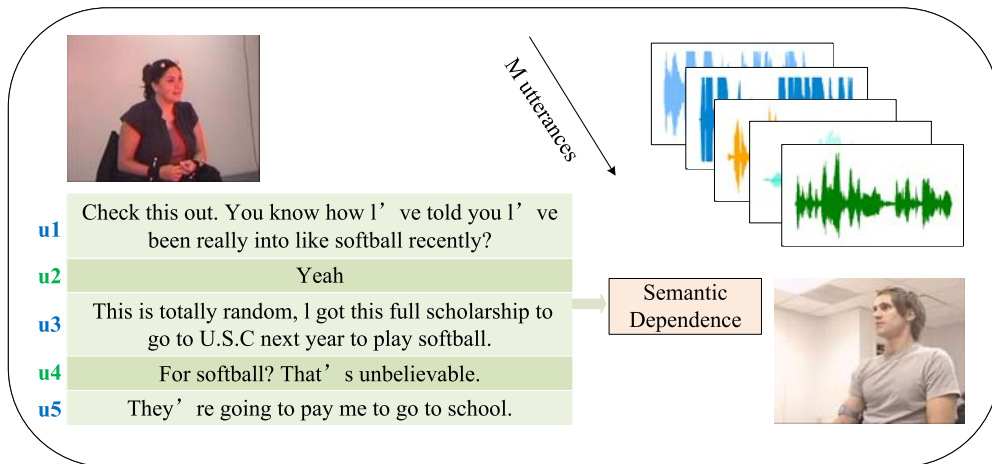 M utterances
u1
Check this out. You know how l’ ve told you l’ ve
been really into like softball recently?
u2
Yeah
u3
This is totally random, l got this full scholarship to
go to U.S.C next year to play softball.
u4
For softball? That’ s unbelievable.
u5
They’ re going to pay me to go to school.
Semantic
Dependence